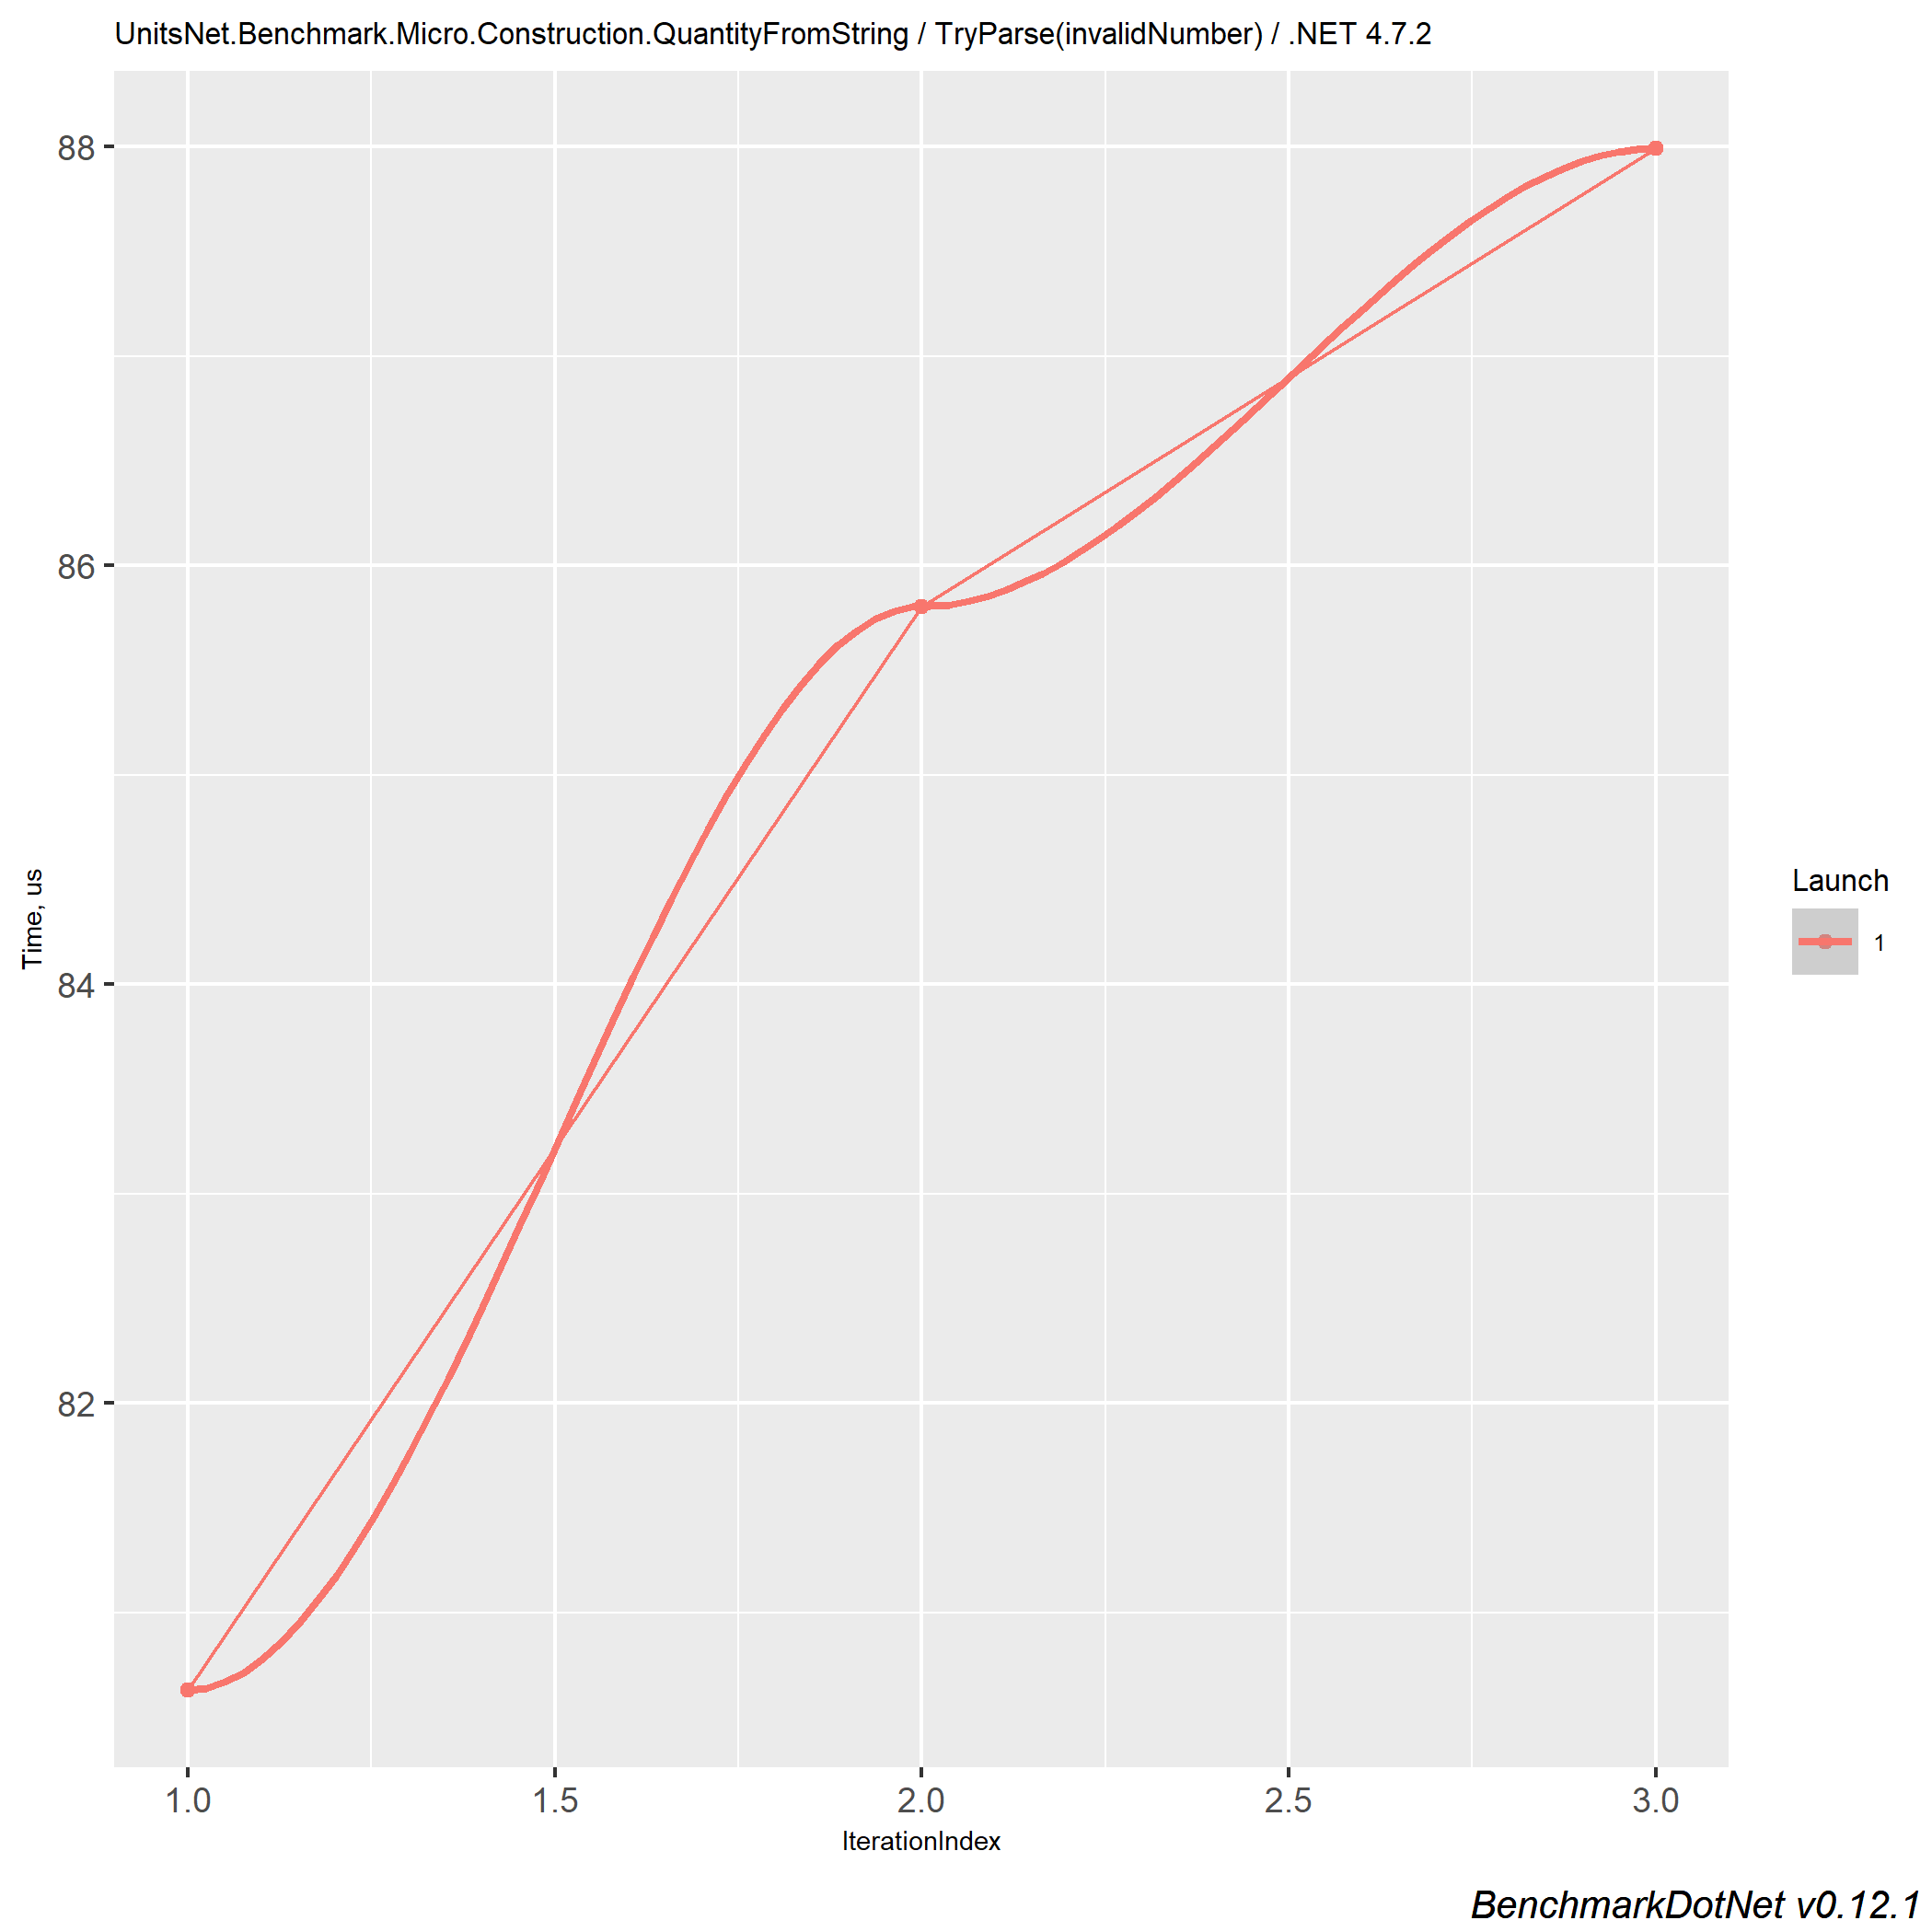 UnitsNet.Benchmark.Micro.Construction.QuantityFromString / TryParse(invalidNumber) / .NET 4.7.2
88
86
84
82
Time, us
1.0 1.5 2.0 2.5 3.0
IterationIndex
Launch
1
BenchmarkDotNet v0.12.1